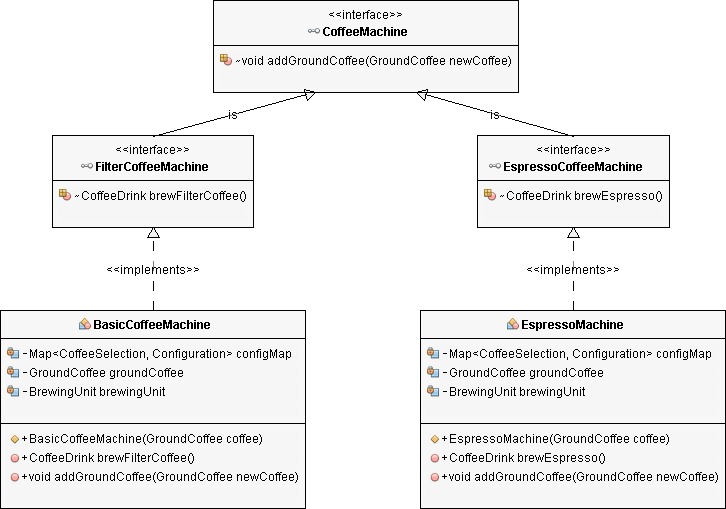 <<interface>>
CoffeeMachine
~void addGroundCoffee(GroundCoffee newCoffee)
is
is
<<interface>>
FilterCoffeeMachine
~CoffeeDrink brewFilterCoffee()
<<interface>>
EspressoCoffeeMachine
~CoffeeDrink brewEspresso()
<<implements>>
<<implements>>
BasicCoffeeMachine
-Map<CoffeeSelection, Configuration> configMap
-GroundCoffee groundCoffee
-BrewingUnit brewingUnit
+BasicCoffeeMachine(GroundCoffee coffee)
+CoffeeDrink brewFilterCoffee()
+void addGroundCoffee(GroundCoffee newCoffee)
EspressoMachine
-Map<CoffeeSelection, Configuration> configMap
-GroundCoffee groundCoffee
-BrewingUnit brewingUnit
+EspressoMachine(GroundCoffee coffee)
+CoffeeDrink brewEspresso()
+void addGroundCoffee(GroundCoffee newCoffee)